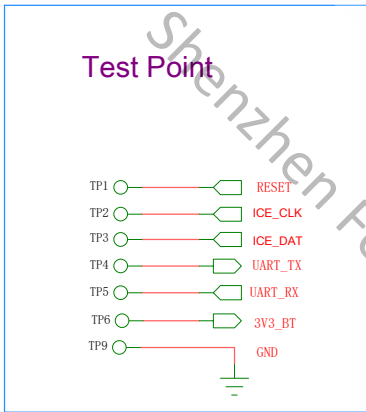 Shenzhen
Test Point
TP1 RESET
TP2 ICE_CLK
TP3 ICE_DAT
TP4 UART_TX
TP5 UART_RX
TP6 3V3_BT
TP9 GND